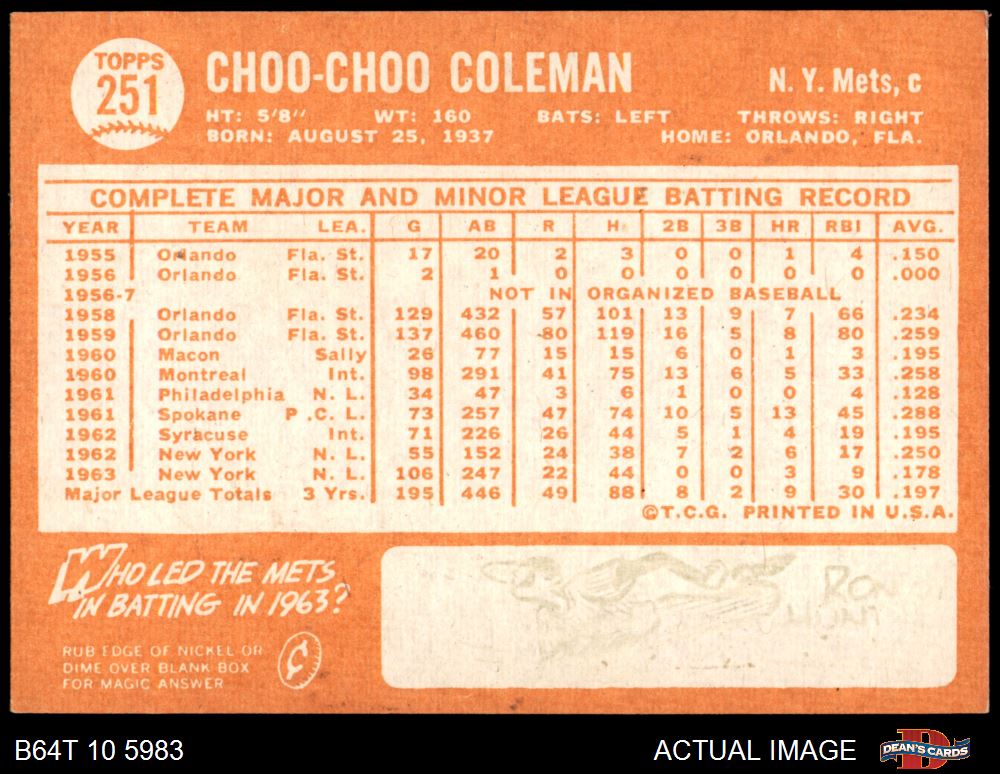 TOPPS
251
CHOO-CHOO COLEMAN
N. Y. Mets, c
HT: 5'8" WT: 160 BATS: LEFT THROWS: RIGHT
BORN: AUGUST 25, 1937 HOME: ORLANDO, FLA.
COMPLETE MAJOR AND MINOR LEAGUE BATTING RECORD
YEAR TEAM LEA. G AB R H 2B 3B HR RBI AVG.
1955 Orlando Fla. St. 17 20 2 3 0 0 1 4 .150
1956 Orlando Fla. St. 2 1 0 0 0 0 0 0 .000
1956-7 NOT IN ORGANIZED BASEBALL
1958 Orlando Fla. St. 129 432 57 101 13 9 7 66 .234
1959 Orlando Fla. St. 137 460 80 119 16 5 8 80 .259
1960 Macon Sally 26 77 15 15 6 0 1 3 .195
1960 Montreal Int. 98 291 41 75 13 6 5 33 .258
1961 Philadelphia N. L. 34 47 3 6 1 0 0 4 .128
1961 Spokane P.C.L. 73 257 47 74 10 5 13 45 .288
1962 Syracuse Int. 71 226 26 44 5 1 4 19 .195
1962 New York N. L. 55 152 24 38 7 2 6 17 .250
1963 New York N. L. 106 247 22 44 0 0 3 9 .178
Major League Totals 3 Yrs. 195 446 49 88 8 2 9 30 .197
©T.C.G. PRINTED IN U.S.A.
WHO LED THE METS
IN BATTING IN 1963?
RUB EDGE OF NICKEL OR
DIME OVER BLANK BOX
FOR MAGIC ANSWER
¢
RON
HUNT
B64T 10 5983
ACTUAL IMAGE
DEAN'S CARDS